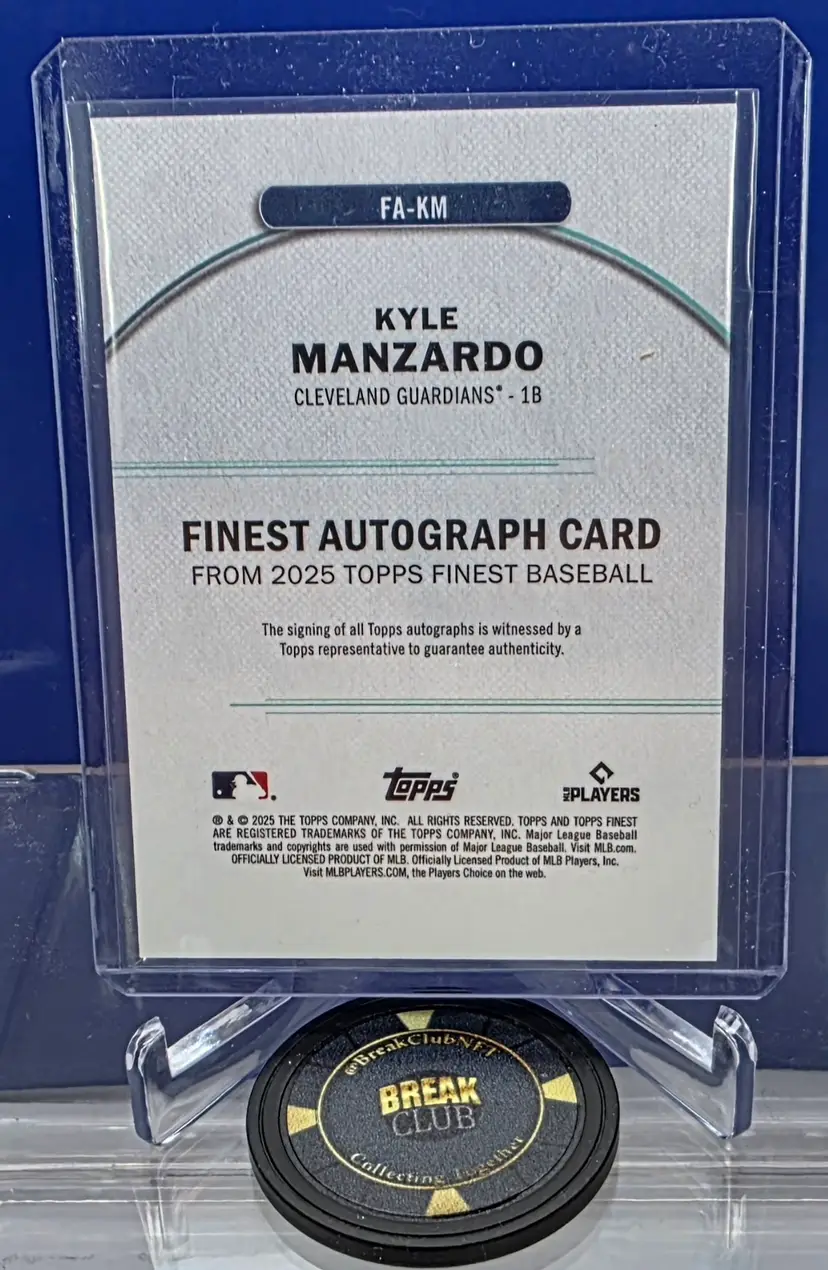 FA-KM
KYLE
MANZARDO
CLEVELAND GUARDIANS® - 1B
FINEST AUTOGRAPH CARD
FROM 2025 TOPPS FINEST BASEBALL
The signing of all Topps autographs is witnessed by a
Topps representative to guarantee authenticity.
Topps®
MLB PLAYERS
® & © 2025 THE TOPPS COMPANY, INC. ALL RIGHTS RESERVED. TOPPS AND TOPPS FINEST
ARE REGISTERED TRADEMARKS OF THE TOPPS COMPANY, INC. Major League Baseball
trademarks and copyrights are used with permission of Major League Baseball. Visit MLB.com.
OFFICIALLY LICENSED PRODUCT OF MLB. Officially Licensed Product of MLB Players, Inc.
Visit MLBPLAYERS.COM, the Players Choice on the web.
@BreakClubNFT
BREAK
CLUB
Collecting Together